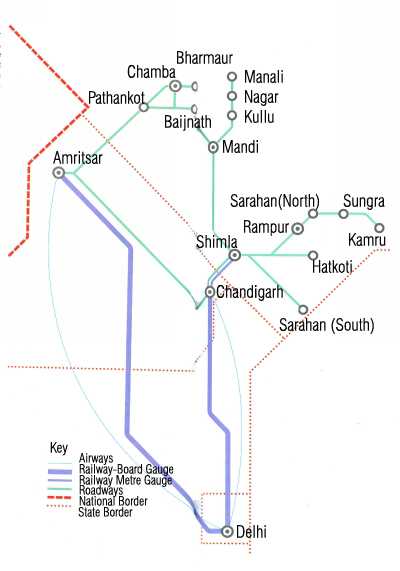 Bharmaur
Chamba
Manali
Pathankot
Nagar
Baijnath
Kullu
Mandi
Amritsar
Sarahan(North)
Sungra
Rampur
Shimla
Kamru
Hatkoti
Chandigarh
Sarahan (South)
Key
Airways
Railway-Board Gauge
Railway Metre Gauge
Roadways
National Border
State Border
Delhi